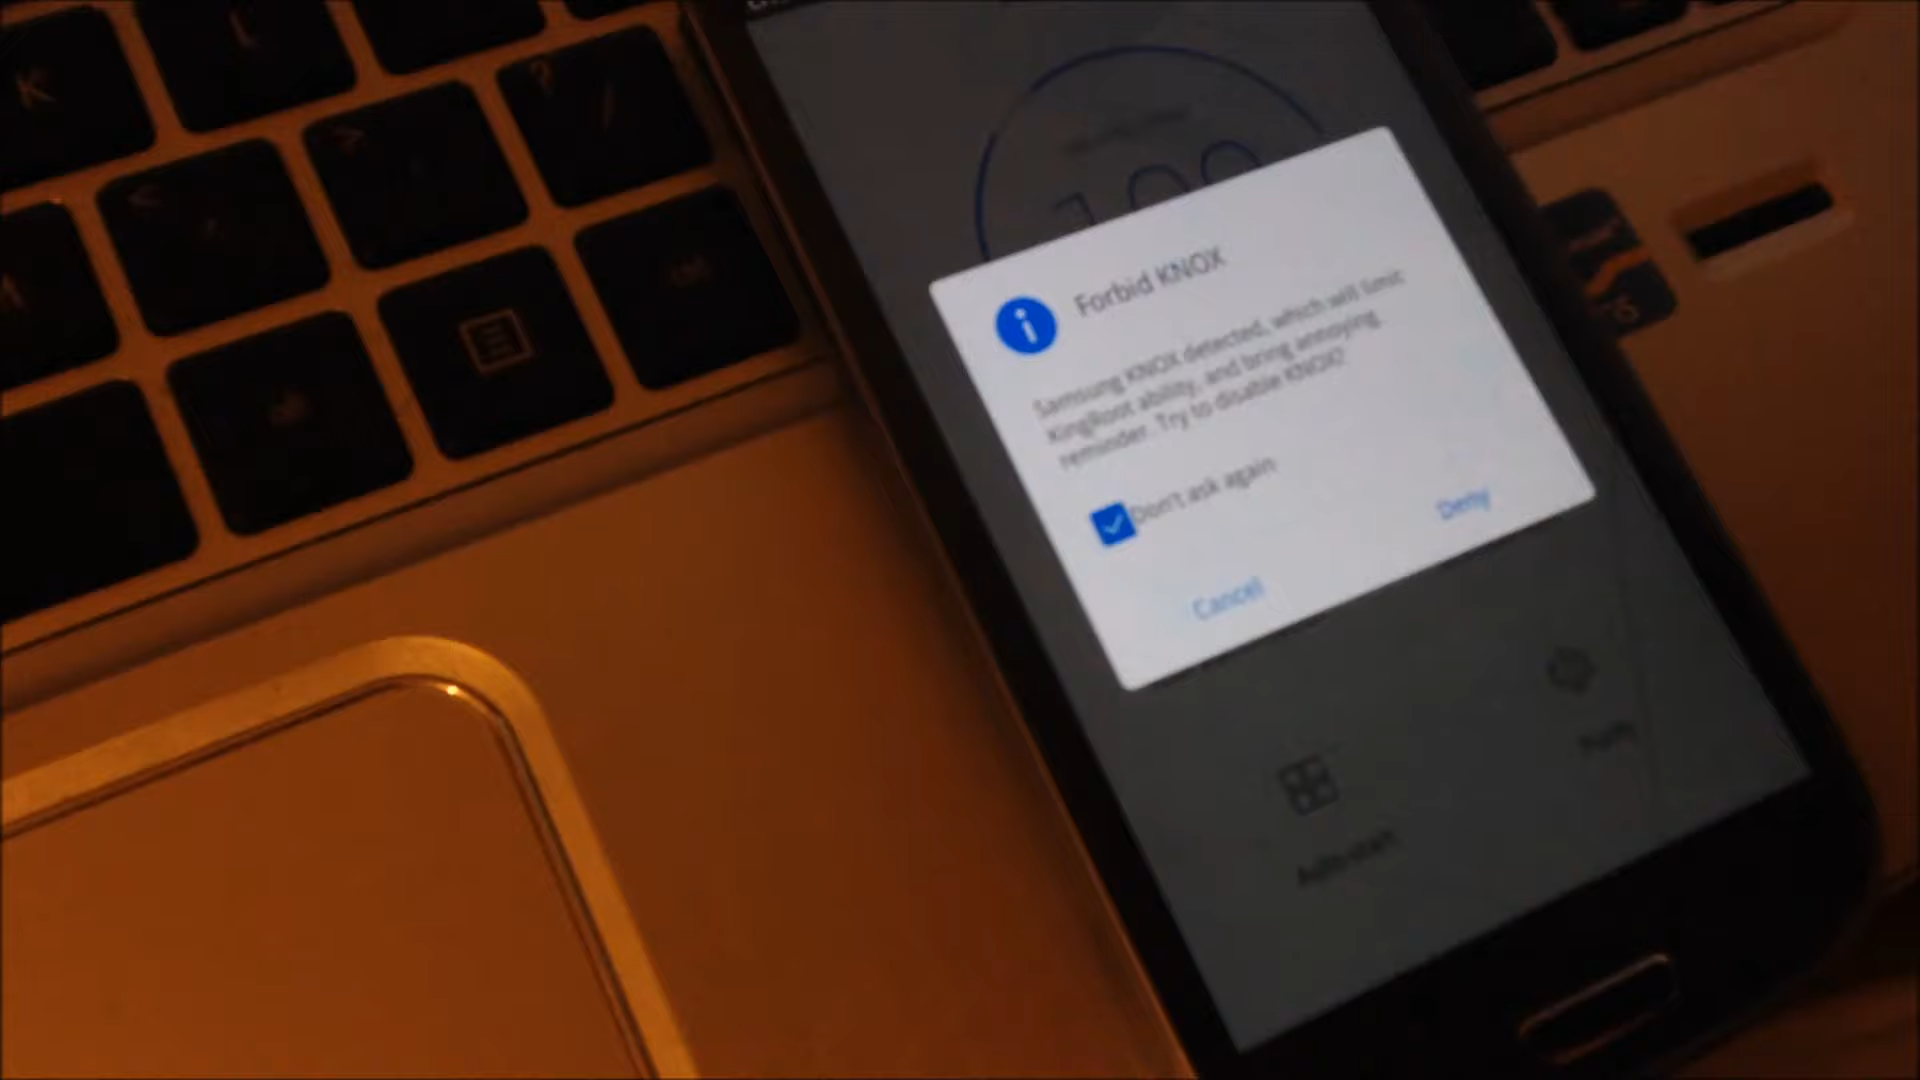 K
?
/
>
<
,
100
Forbid KNOX
Samsung KNOX detected, which will limit
KingRoot ability, and bring annoying
reminder. Try to disable KNOX?
Don't ask again
Cancel
Deny
Auto-start